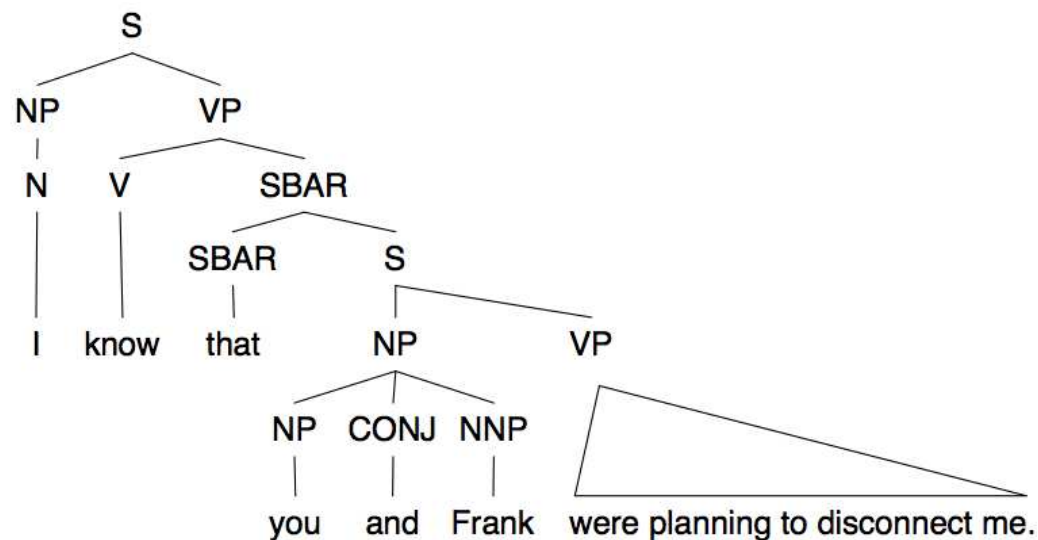 S
NP VP
N V SBAR
SBAR S
I know that NP VP
NP CONJ NNP
you and Frank were planning to disconnect me.